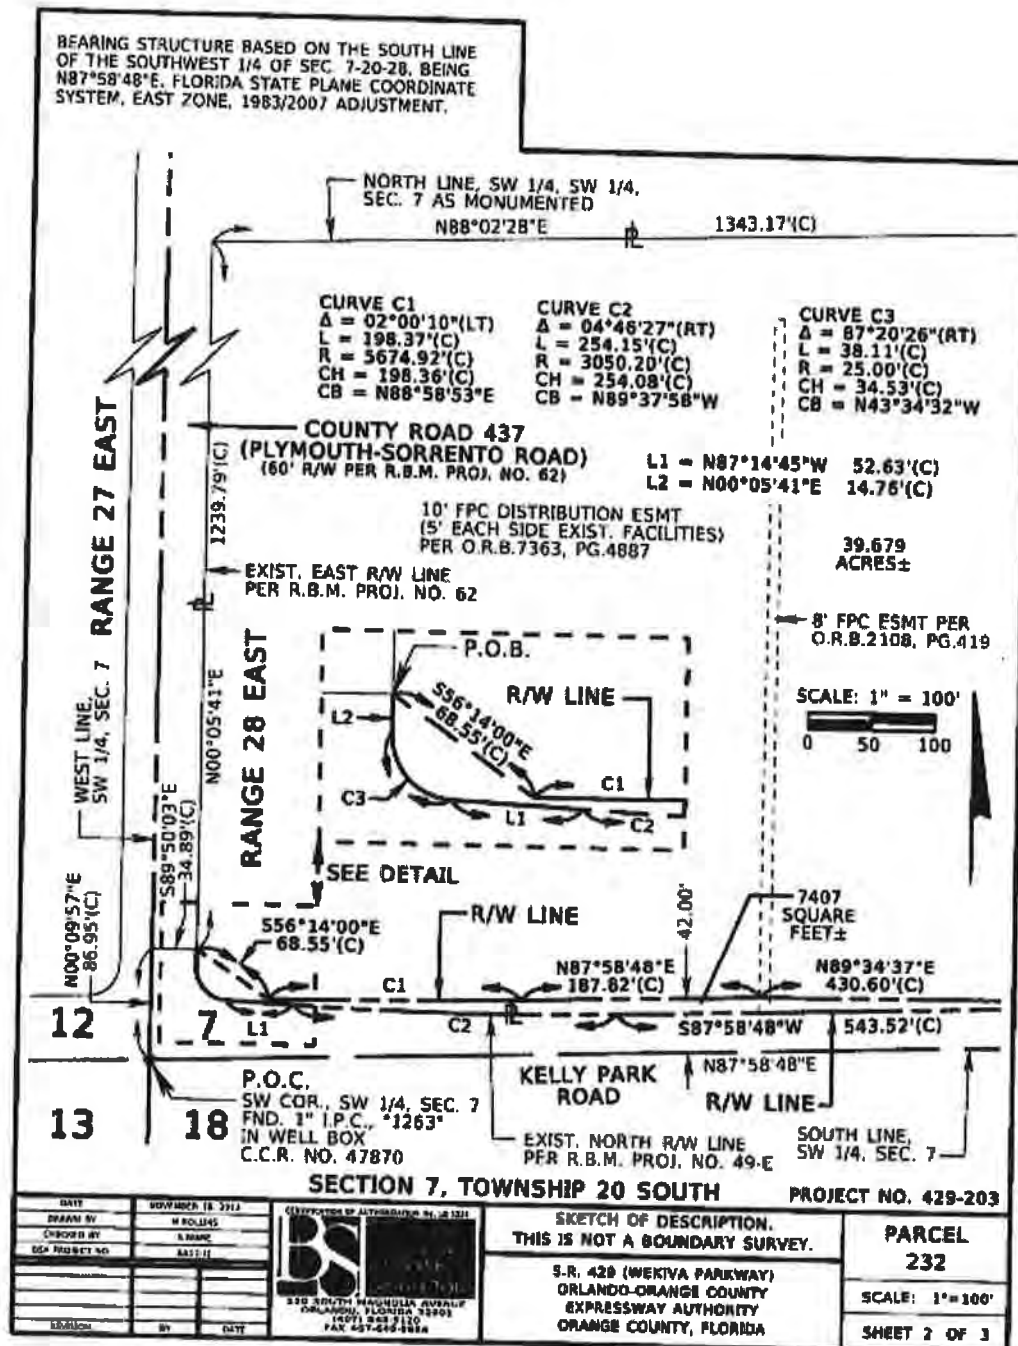 BEARING STRUCTURE BASED ON THE SOUTH LINE
OF THE SOUTHWEST 1/4 OF SEC. 7-20-28, BEING
N87°58'48"E, FLORIDA STATE PLANE COORDINATE
SYSTEM, EAST ZONE, 1983/2007 ADJUSTMENT.
NORTH LINE, SW 1/4, SW 1/4,
SEC. 7 AS MONUMENTED
N88°02'28"E
1343.17'(C)
CURVE C1
Δ = 02°00'10"(LT)
L = 198.37'(C)
R = 5674.92'(C)
CH = 198.36'(C)
CB = N88°58'53"E
CURVE C2
Δ = 04°46'27"(RT)
L = 254.15'(C)
R = 3050.20'(C)
CH = 254.08'(C)
CB = N89°37'58"W
CURVE C3
Δ = 87°20'26"(RT)
L = 38.11'(C)
R = 25.00'(C)
CH = 34.53'(C)
CB = N43°34'32"W
COUNTY ROAD 437
(PLYMOUTH-SORRENTO ROAD)
(60' R/W PER R.B.M. PROJ. NO. 62)
L1 = N87°14'45"W 52.63'(C)
L2 = N00°05'41"E 14.76'(C)
10' FPC DISTRIBUTION ESMT
(5' EACH SIDE EXIST. FACILITIES)
PER O.R.B.7363, PG.4887
39.679
ACRES±
RANGE 27 EAST
1239.79'(C)
EXIST. EAST R/W LINE
PER R.B.M. PROJ. NO. 62
8' FPC ESMT PER
O.R.B.2108, PG.419
RANGE 28 EAST
N00°05'41"E
WEST LINE,
SW 1/4, SEC. 7
P.O.B.
S56°14'00"E
68.55'(C)
R/W LINE
L2
C1
C3
L1
C2
SCALE: 1" = 100'
0 50 100
SEE DETAIL
S89°50'03"E
34.89'(C)
N00°09'57"E
86.95'(C)
S56°14'00"E
68.55'(C)
R/W LINE
42.00'
7407
SQUARE
FEET±
N87°58'48"E
187.82'(C)
N89°34'37"E
430.60'(C)
C1
12
7
L1
C2
S87°58'48"W 543.52'(C)
N87°58'48"E
KELLY PARK
ROAD
R/W LINE
13
18
P.O.C.
SW COR., SW 1/4, SEC. 7
FND. 1" I.P.C., "1263"
IN WELL BOX
C.C.R. NO. 47870
EXIST. NORTH R/W LINE
PER R.B.M. PROJ. NO. 49-E
SOUTH LINE,
SW 1/4, SEC. 7
SECTION 7, TOWNSHIP 20 SOUTH
PROJECT NO. 429-203
DATE
DRAWN BY
CHECKED BY
REVISION BY DATE
BS
ORLANDO, FLORIDA
SKETCH OF DESCRIPTION.
THIS IS NOT A BOUNDARY SURVEY.
S.R. 429 (WEKIVA PARKWAY)
ORLANDO-ORANGE COUNTY
EXPRESSWAY AUTHORITY
ORANGE COUNTY, FLORIDA
PARCEL
232
SCALE: 1"=100'
SHEET 2 OF 3